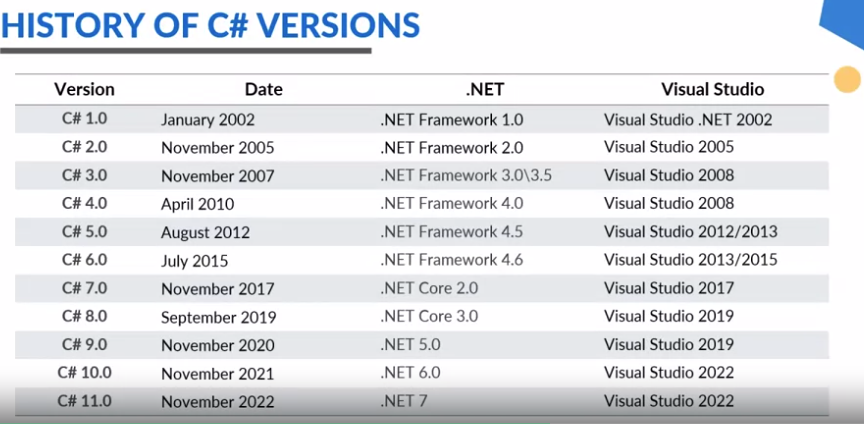 HISTORY OF C# VERSIONS
Version Date .NET Visual Studio
C# 1.0 January 2002 .NET Framework 1.0 Visual Studio .NET 2002
C# 2.0 November 2005 .NET Framework 2.0 Visual Studio 2005
C# 3.0 November 2007 .NET Framework 3.0\3.5 Visual Studio 2008
C# 4.0 April 2010 .NET Framework 4.0 Visual Studio 2008
C# 5.0 August 2012 .NET Framework 4.5 Visual Studio 2012/2013
C# 6.0 July 2015 .NET Framework 4.6 Visual Studio 2013/2015
C# 7.0 November 2017 .NET Core 2.0 Visual Studio 2017
C# 8.0 September 2019 .NET Core 3.0 Visual Studio 2019
C# 9.0 November 2020 .NET 5.0 Visual Studio 2019
C# 10.0 November 2021 .NET 6.0 Visual Studio 2022
C# 11.0 November 2022 .NET 7 Visual Studio 2022